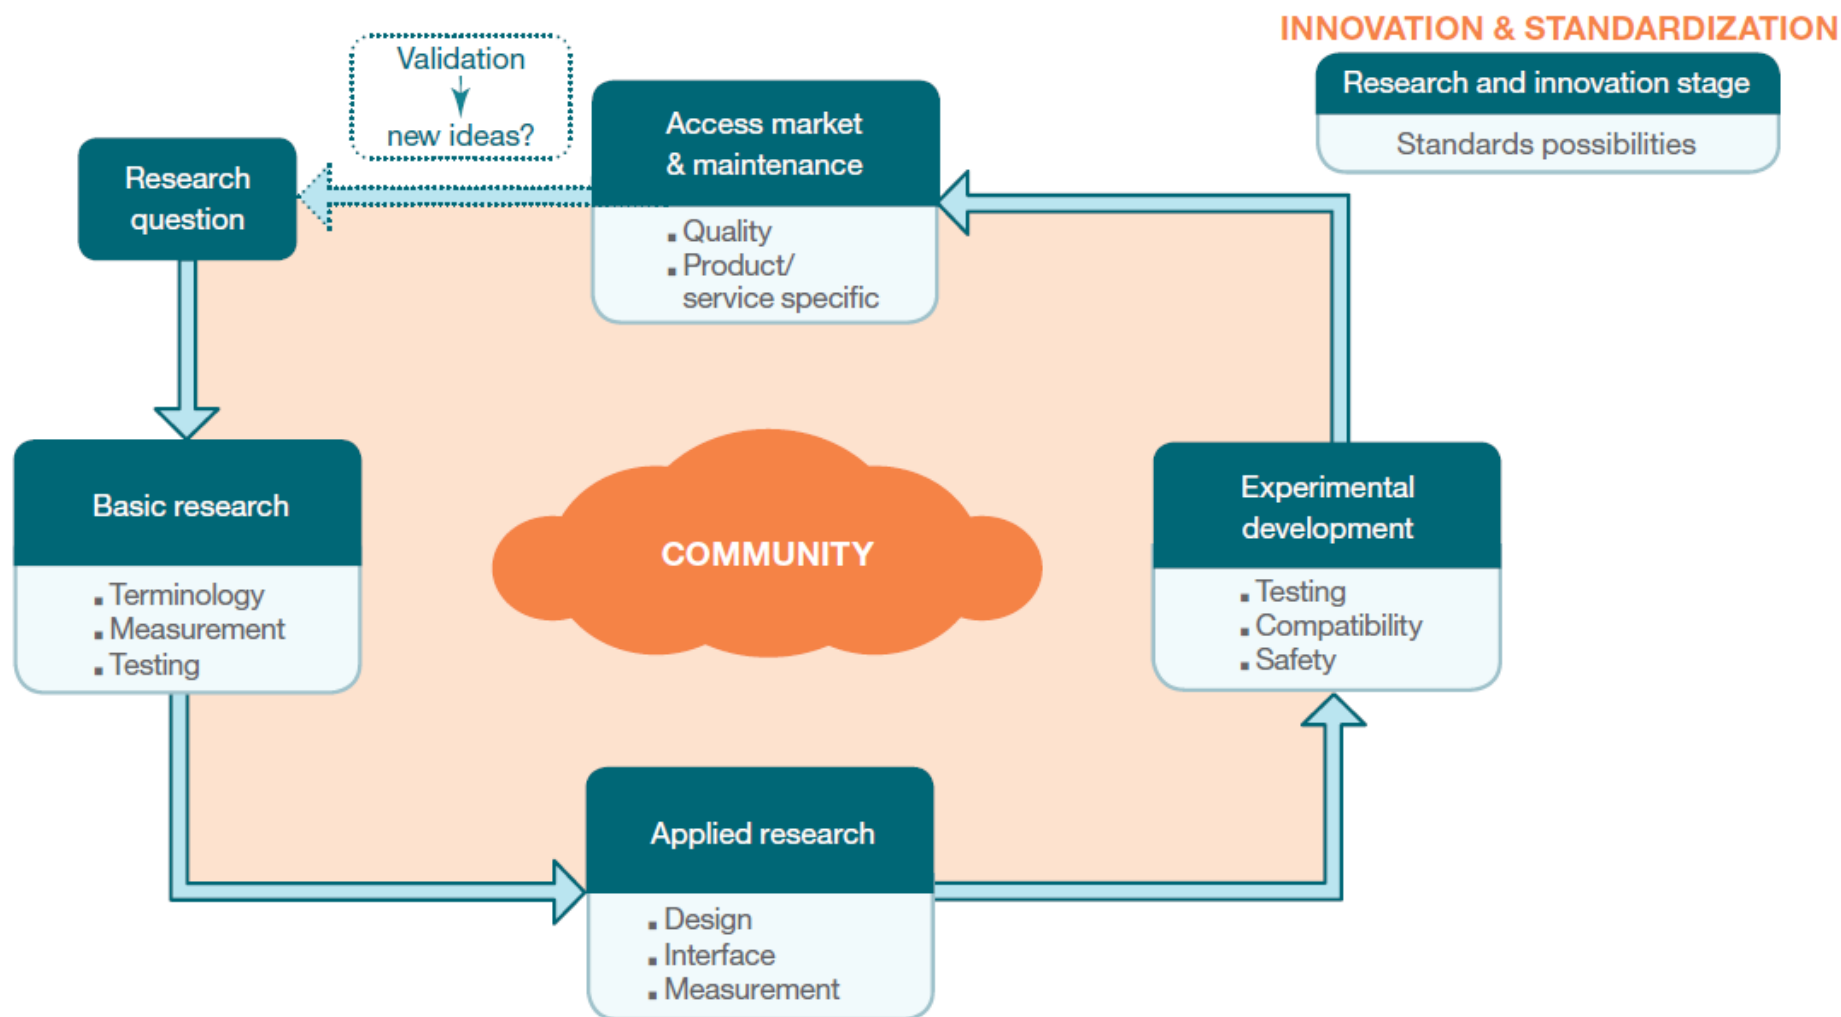 INNOVATION & STANDARDIZATION
Research and innovation stage
Standards possibilities
Validation
new ideas?
Access market
& maintenance
▪ Quality
▪ Product/
service specific
Research
question
Basic research
▪ Terminology
▪ Measurement
▪ Testing
COMMUNITY
Experimental
development
▪ Testing
▪ Compatibility
▪ Safety
Applied research
▪ Design
▪ Interface
▪ Measurement